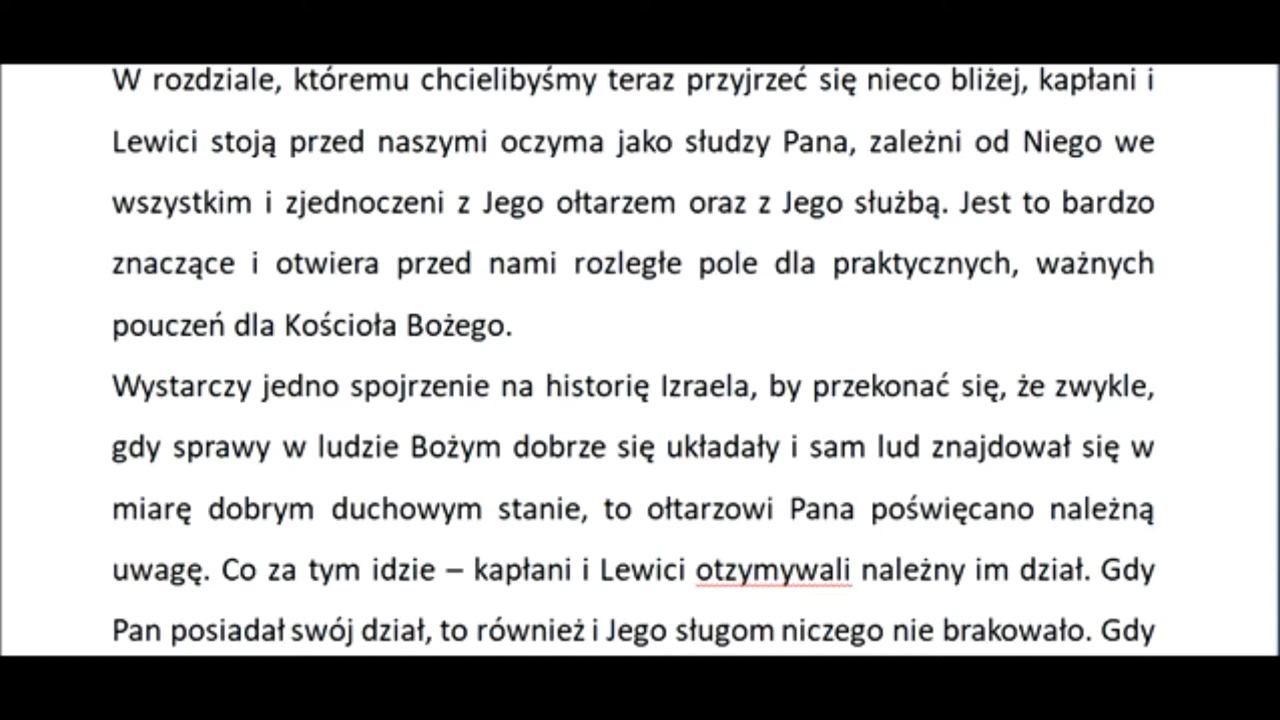 W rozdziale, któremu chcielibyśmy teraz przyjrzeć się nieco bliżej, kapłani i
Lewici stoją przed naszymi oczyma jako słudzy Pana, zależni od Niego we
wszystkim i zjednoczeni z Jego ołtarzem oraz z Jego służbą. Jest to bardzo
znaczące i otwiera przed nami rozległe pole dla praktycznych, ważnych
pouczeń dla Kościoła Bożego.
Wystarczy jedno spojrzenie na historię Izraela, by przekonać się, że zwykle,
gdy sprawy w ludzie Bożym dobrze się układały i sam lud znajdował się w
miarę dobrym duchowym stanie, to ołtarzowi Pana poświęcano należną
uwagę. Co za tym idzie – kapłani i Lewici otzymywali należny im dział. Gdy
Pan posiadał swój dział, to również i Jego sługom niczego nie brakowało. Gdy